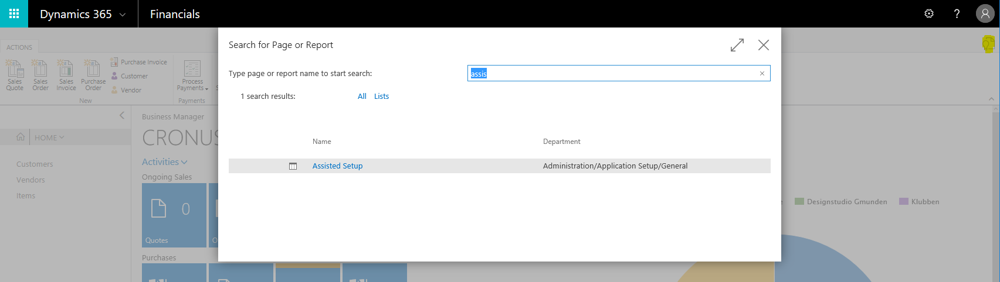 Dynamics 365
Financials
?
Search for Page or Report
Type page or report name to start search:
assis
1 search results:
All
Lists
Name
Department
Assisted Setup
Administration/Application Setup/General
ACTIONS
Sales
Quote
Sales
Order
Sales
Invoice
Purchase
Order
Purchase Invoice
Customer
Vendor
New
Process
Payments
Payments
Business Manager
HOME
CRONUS
Customers
Vendors
Items
Activities
Ongoing Sales
0
Quotes
Purchases
Designstudio Gmunden
Klubben